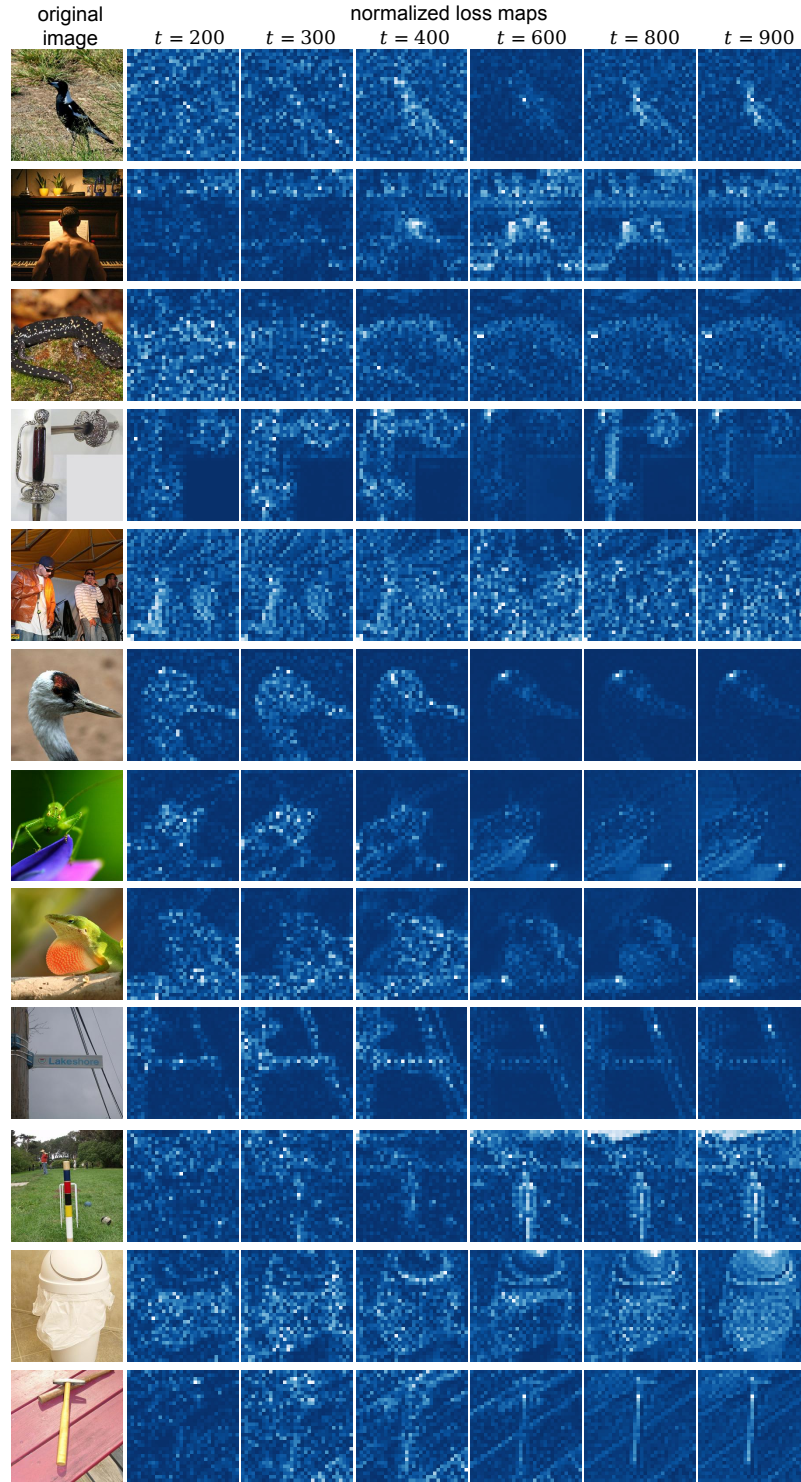 original image
normalized loss maps
t = 200 t = 300 t = 400 t = 600 t = 800 t = 900
Lakeshore